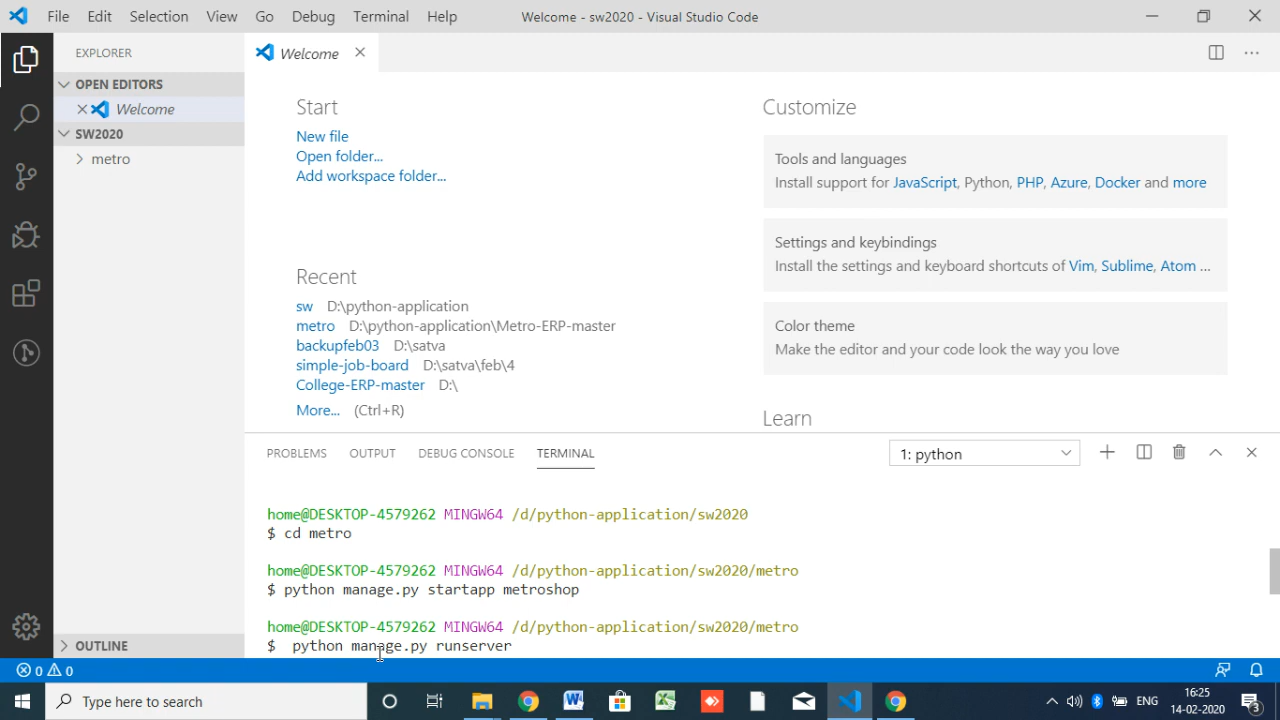 File Edit Selection View Go Debug Terminal Help
Welcome - sw2020 - Visual Studio Code
EXPLORER
OPEN EDITORS
Welcome
SW2020
metro
OUTLINE
Welcome
Start
New file
Open folder...
Add workspace folder...
Recent
sw D:\python-application
metro D:\python-application\Metro-ERP-master
backupfeb03 D:\satva
simple-job-board D:\satva\feb\4
College-ERP-master D:\
More... (Ctrl+R)
Customize
Tools and languages
Install support for JavaScript, Python, PHP, Azure, Docker and more
Settings and keybindings
Install the settings and keyboard shortcuts of Vim, Sublime, Atom ...
Color theme
Make the editor and your code look the way you love
Learn
PROBLEMS OUTPUT DEBUG CONSOLE TERMINAL
1: python
home@DESKTOP-4579262 MINGW64 /d/python-application/sw2020
$ cd metro
home@DESKTOP-4579262 MINGW64 /d/python-application/sw2020/metro
$ python manage.py startapp metroshop
home@DESKTOP-4579262 MINGW64 /d/python-application/sw2020/metro
$ python manage.py runserver
0 0
Type here to search
ENG
16:25
14-02-2020
3